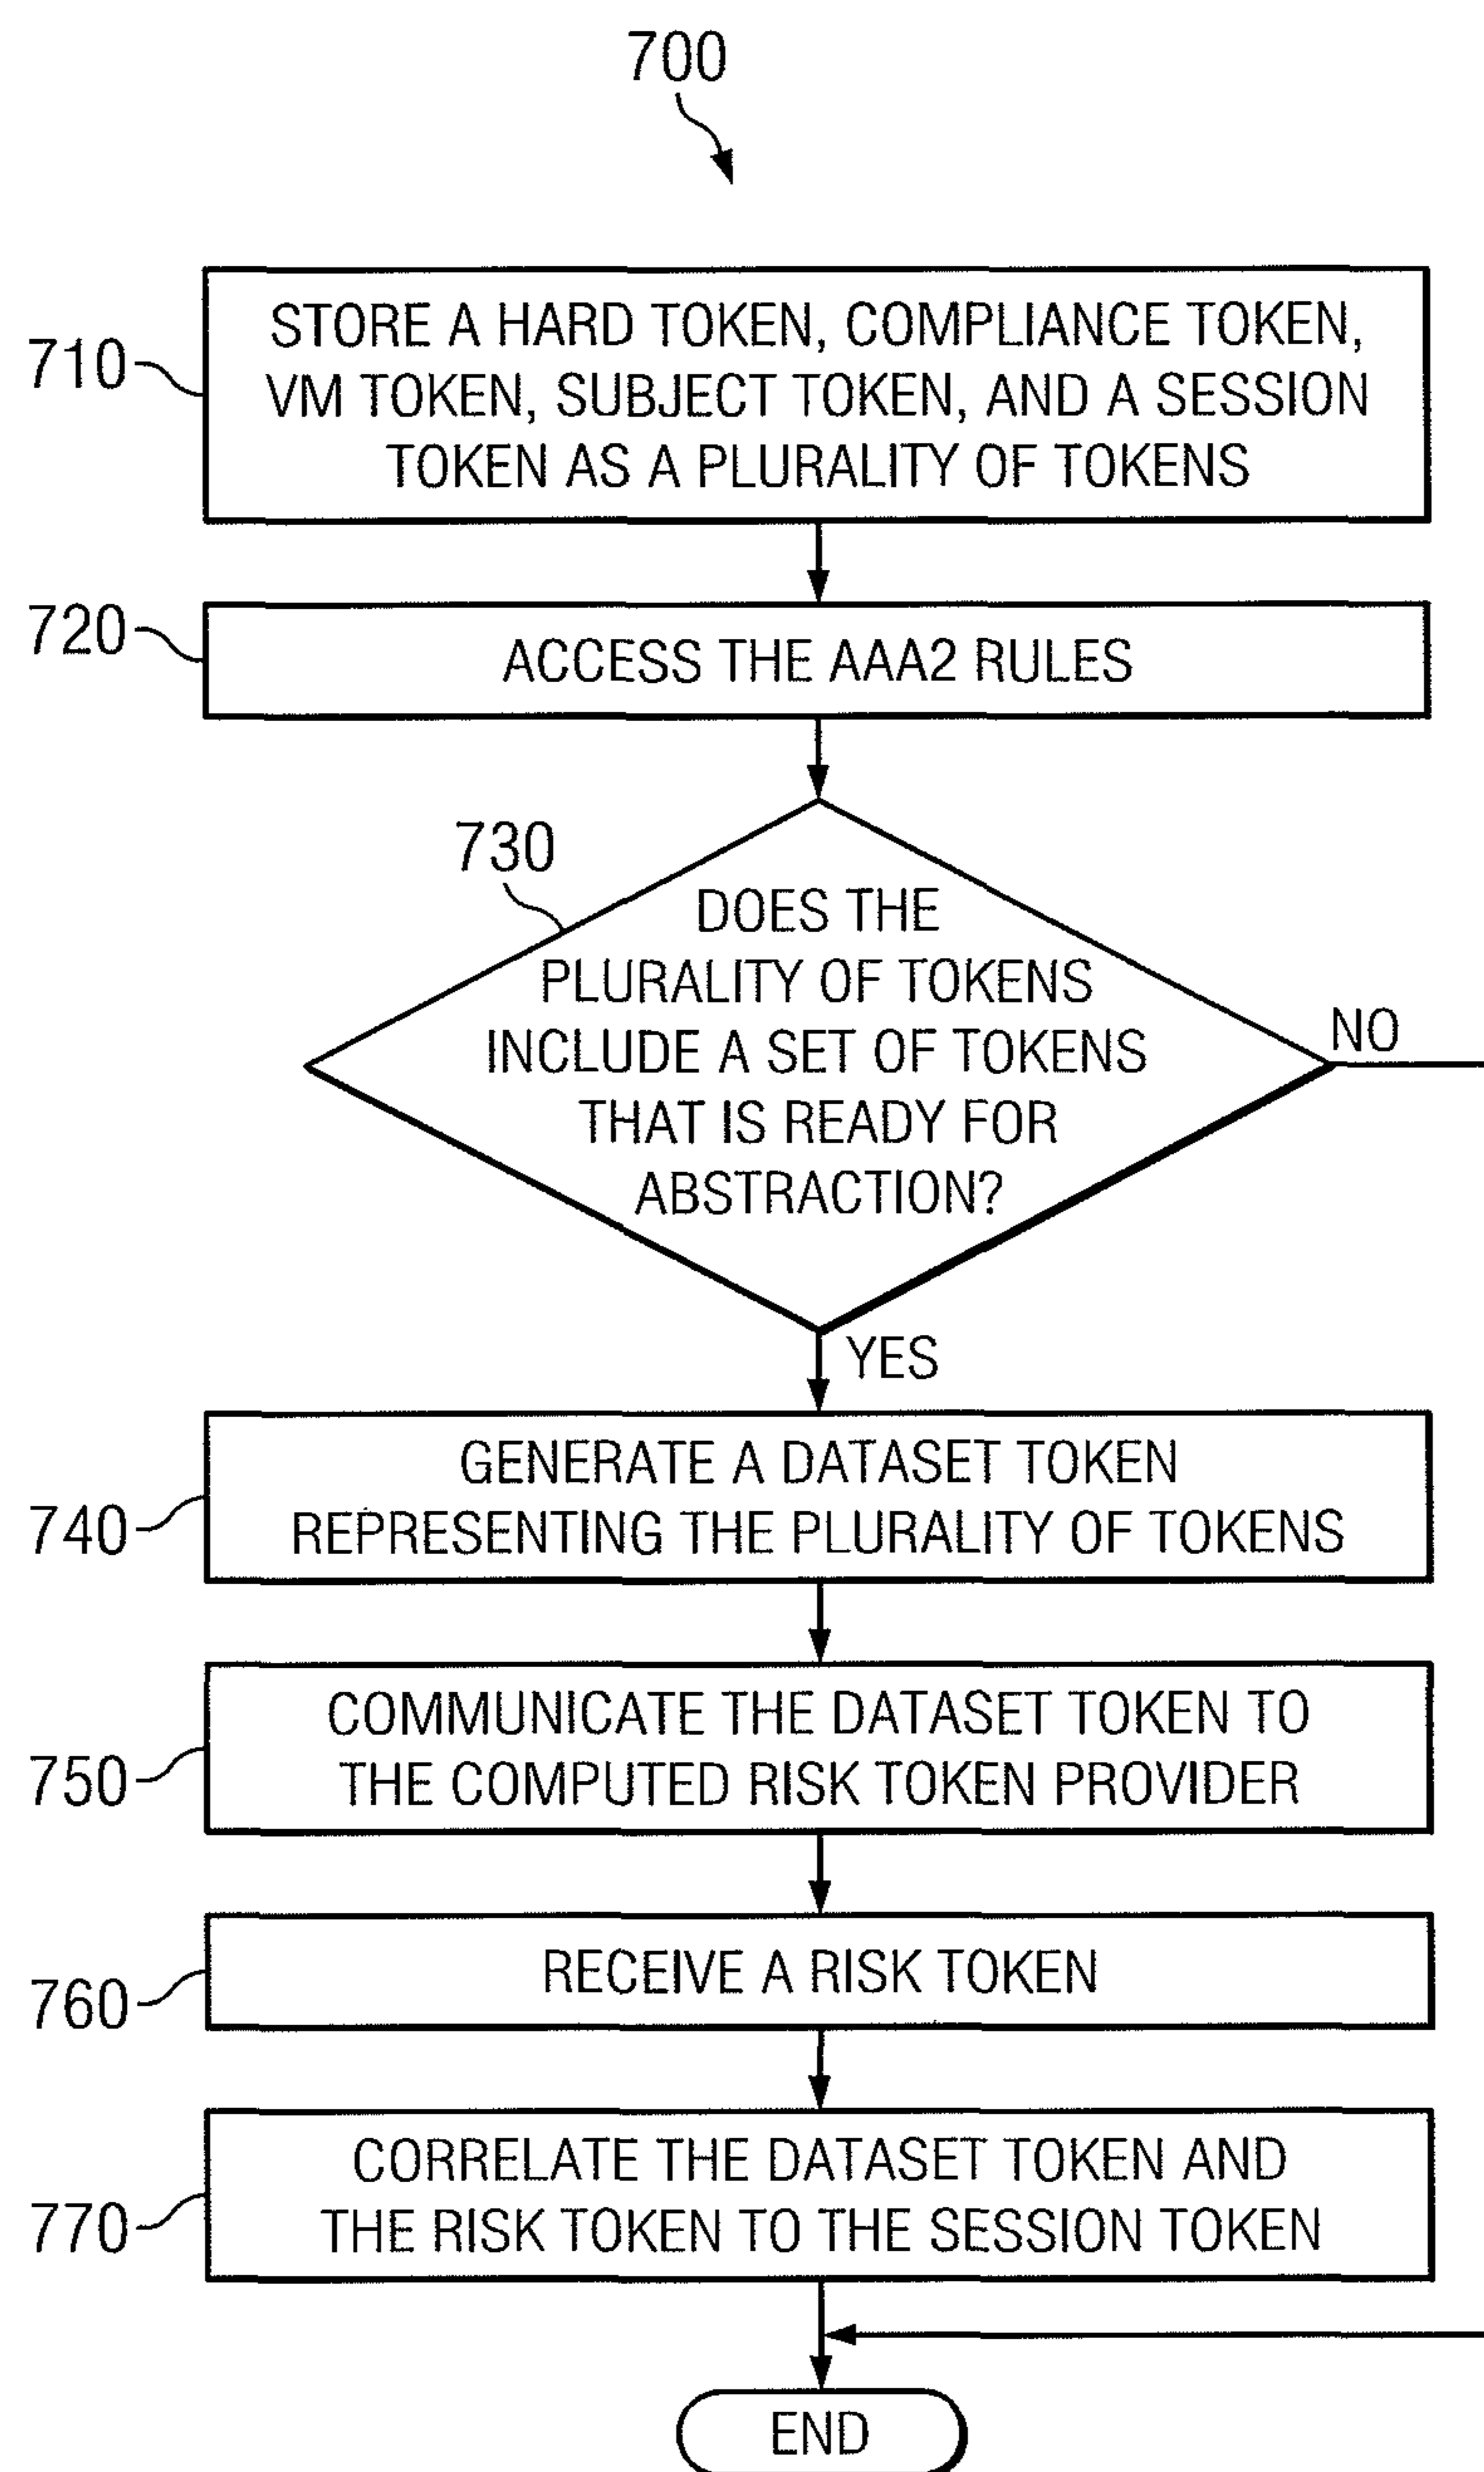 700
710
STORE A HARD TOKEN, COMPLIANCE TOKEN,
VM TOKEN, SUBJECT TOKEN, AND A SESSION
TOKEN AS A PLURALITY OF TOKENS
720
ACCESS THE AAA2 RULES
730
DOES THE
PLURALITY OF TOKENS
INCLUDE A SET OF TOKENS
THAT IS READY FOR
ABSTRACTION?
NO
YES
740
GENERATE A DATASET TOKEN
REPRESENTING THE PLURALITY OF TOKENS
750
COMMUNICATE THE DATASET TOKEN TO
THE COMPUTED RISK TOKEN PROVIDER
760
RECEIVE A RISK TOKEN
770
CORRELATE THE DATASET TOKEN AND
THE RISK TOKEN TO THE SESSION TOKEN
END